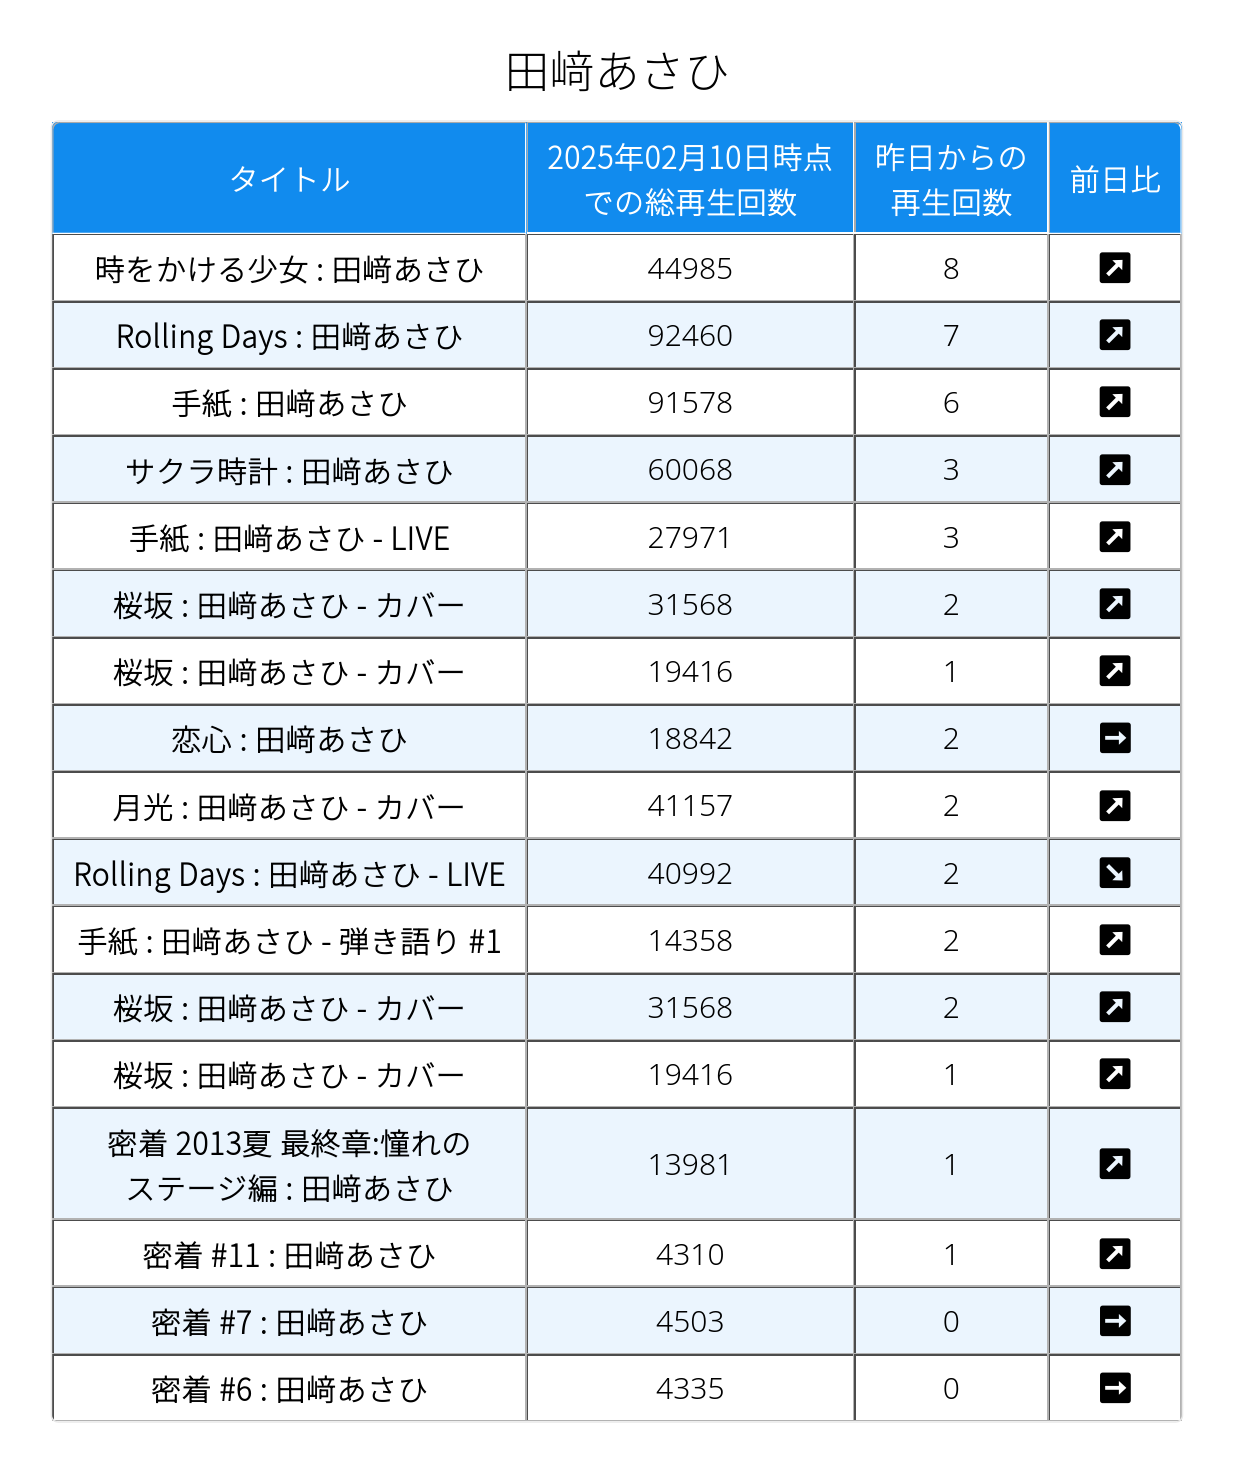 田﨑あさひ
タイトル
2025年02月10日時点
での総再生回数
昨日からの
再生回数
前日比
時をかける少女 : 田﨑あさひ 44985 8
Rolling Days : 田﨑あさひ 92460 7
手紙 : 田﨑あさひ 91578 6
サクラ時計 : 田﨑あさひ 60068 3
手紙 : 田﨑あさひ - LIVE 27971 3
桜坂 : 田﨑あさひ - カバー 31568 2
桜坂 : 田﨑あさひ - カバー 19416 1
恋心 : 田﨑あさひ 18842 2
月光 : 田﨑あさひ - カバー 41157 2
Rolling Days : 田﨑あさひ - LIVE 40992 2
手紙 : 田﨑あさひ - 弾き語り #1 14358 2
桜坂 : 田﨑あさひ - カバー 31568 2
桜坂 : 田﨑あさひ - カバー 19416 1
密着 2013夏 最終章:憧れの
ステージ編 : 田﨑あさひ 13981 1
密着 #11 : 田﨑あさひ 4310 1
密着 #7 : 田﨑あさひ 4503 0
密着 #6 : 田﨑あさひ 4335 0